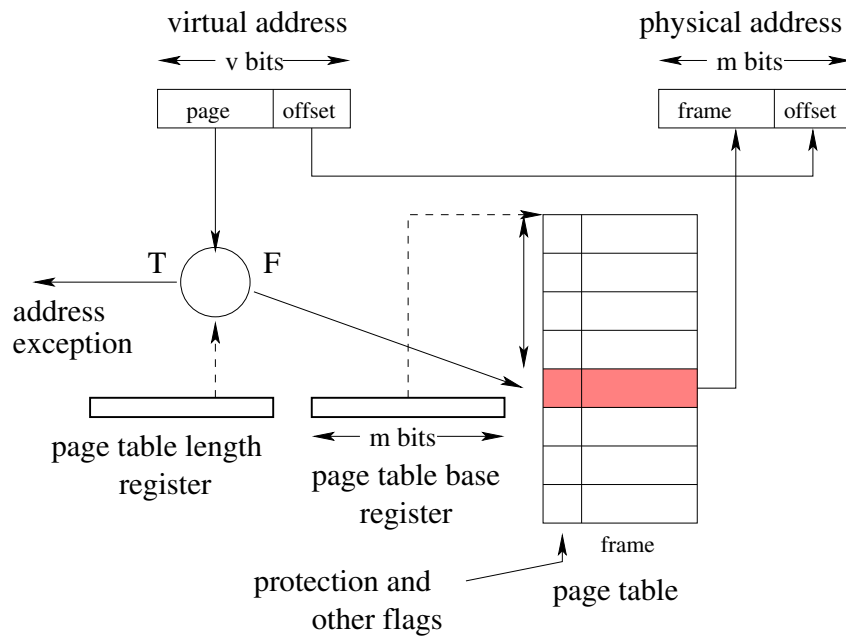 virtual address
physical address
v bits
m bits
page
offset
frame
offset
T
F
address
exception
page table length
register
m bits
page table base
register
frame
page table
protection and
other flags